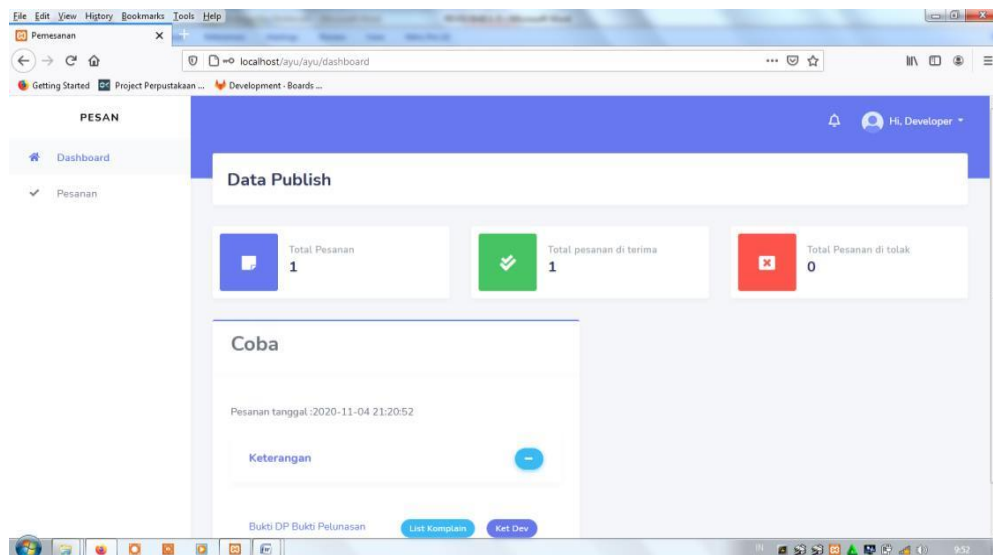 File Edit View History Bookmarks Tools Help
Pemesanan
localhost/ayu/ayu/dashboard
Getting Started Project Perpustakaan ... Development - Boards ...
PESAN
Hi, Developer
Dashboard
Pesanan
Data Publish
Total Pesanan
1
Total pesanan di terima
1
Total Pesanan di tolak
0
Coba
Pesanan tanggal :2020-11-04 21:20:52
Keterangan
Bukti DP Bukti Pelunasan List Komplain Ket Dev
IN 9:52